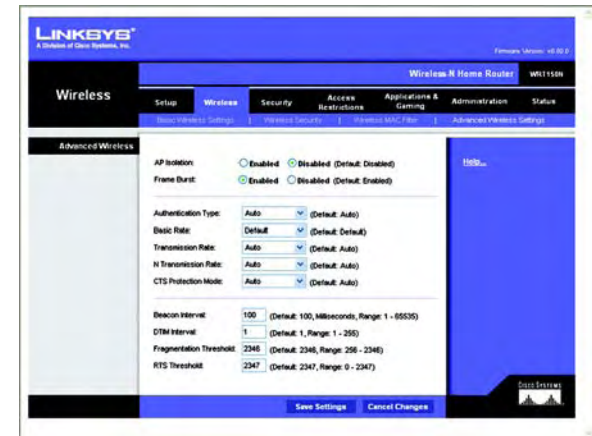 LINKSYS®
A Division of Cisco Systems, Inc.
Firmware Version:
Wireless-N Home Router WRT150N
Wireless
Setup Wireless Security Access Restrictions Applications & Gaming Administration Status
Basic Wireless Settings | Wireless Security | Wireless MAC Filter | Advanced Wireless Settings
Advanced Wireless
AP Isolation: Enabled Disabled (Default: Disabled)
Help...
Frame Burst: Enabled Disabled (Default: Enabled)
Authentication Type: Auto (Default: Auto)
Basic Rate: Default (Default: Default)
Transmission Rate: Auto (Default: Auto)
N Transmission Rate: Auto (Default: Auto)
CTS Protection Mode: Auto (Default: Auto)
Beacon Interval: 100 (Default: 100, Milliseconds, Range: 1 - 65535)
DTIM Interval: 1 (Default: 1, Range: 1 - 255)
Fragmentation Threshold: 2346 (Default: 2346, Range: 256 - 2346)
RTS Threshold: 2347 (Default: 2347, Range: 0 - 2347)
CISCO SYSTEMS
Save Settings Cancel Changes